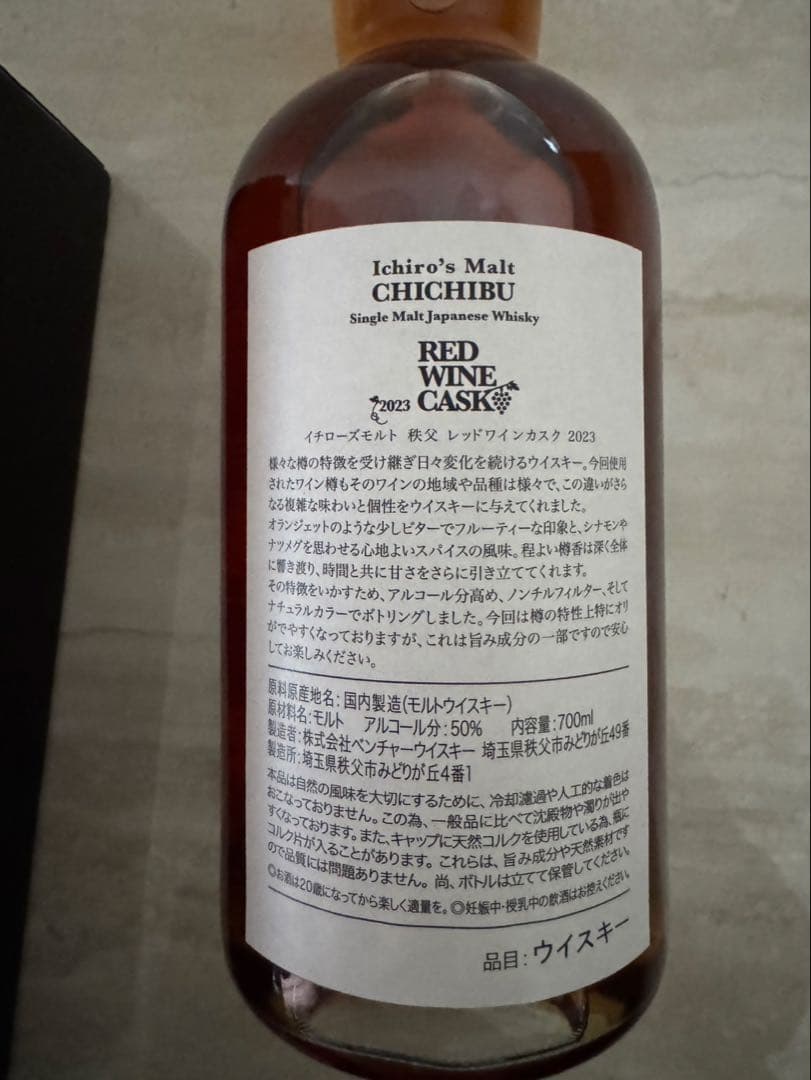 Ichiro's Malt
CHICHIBU
Single Malt Japanese Whisky
RED
WINE
2023 CASK
イチローズモルト 秩父 レッドワインカスク 2023
様々な樽の特徴を受け継ぎ日々変化を続けるウイスキー。今回使用
されたワイン樽もそのワインの地域や品種は様々で、この違いがさら
なる複雑な味わいと個性をウイスキーに与えてくれました。
オランジェットのような少しビターでフルーティーな印象と、シナモンや
ナツメグを思わせる心地よいスパイスの風味。程よい樽香は深く全体
に響き渡り、時間と共に甘さをさらに引き立ててくれます。
その特徴をいかすため、アルコール分高め、ノンチルフィルター、そして
ナチュラルカラーでボトリングしました。今回は樽の特性上特にオリ
がでやすくなっておりますが、これは旨み成分の一部ですので安心
してお楽しみください。
原料原産地名:国内製造(モルトウイスキー)
原材料名:モルト アルコール分:50% 内容量:700ml
製造者:株式会社ベンチャーウイスキー 埼玉県秩父市みどりが丘49番
製造所:埼玉県秩父市みどりが丘4番1
本品は自然の風味を大切にするために、冷却濾過や人工的な着色は
おこなっておりません。この為、一般品に比べて沈殿物や濁りが出や
すくなっております。また、キャップに天然コルクを使用している為、瓶に
コルク片が入ることがあります。これらは、旨み成分や天然素材です
ので品質には問題ありません。尚、ボトルは立てて保管してください。
◎お酒は20歳になってから楽しく適量を。◎妊娠中・授乳中の飲酒はお控えください。
品目:ウイスキー